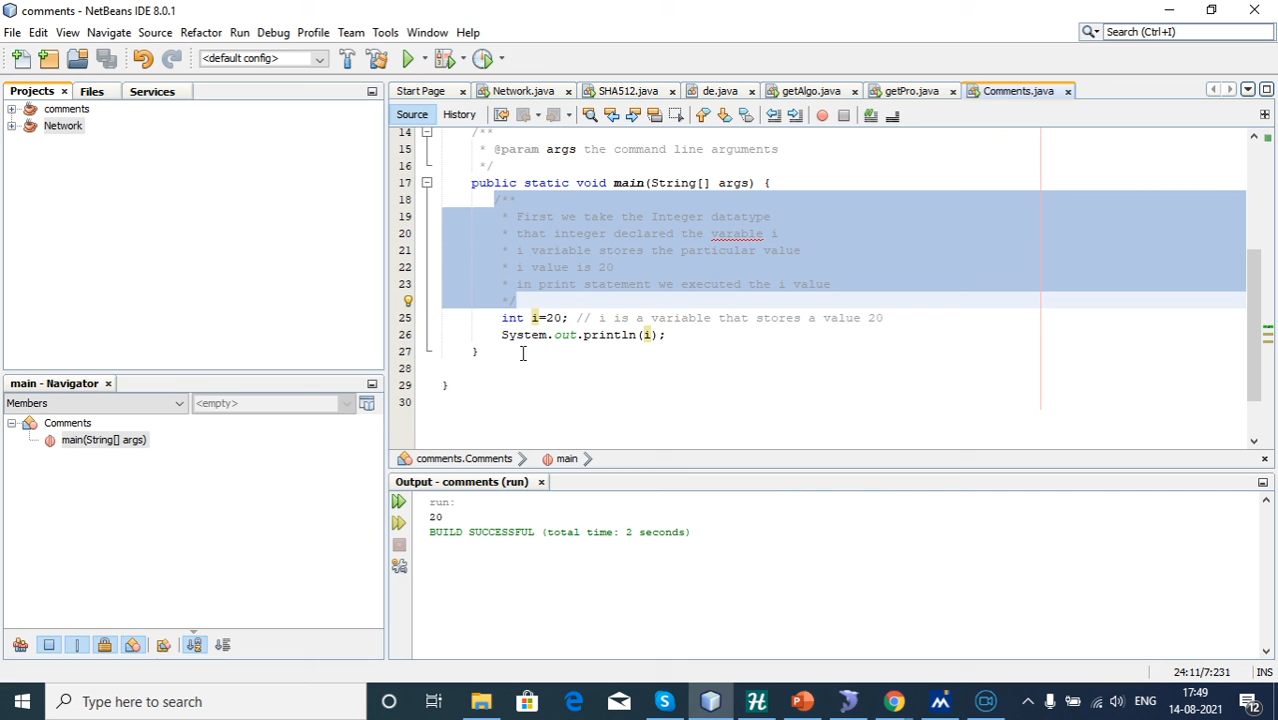 comments - NetBeans IDE 8.0.1
File Edit View Navigate Source Refactor Run Debug Profile Team Tools Window Help
Search (Ctrl+I)
<default config>
Projects Files Services
Start Page Network.java SHA512.java de.java getAlgo.java getPro.java Comments.java
comments
Network
Source History
14 /**
15 * @param args the command line arguments
16 */
17 public static void main(String[] args) {
18 /**
19 * First we take the Integer datatype
20 * that integer declared the varable i
21 * i variable stores the particular value
22 * i value is 20
23 * in print statement we executed the i value
*/
25 int i=20; // i is a variable that stores a value 20
26 System.out.println(i);
27 }
28
29 }
30
main - Navigator
Members <empty>
Comments
main(String[] args)
comments.Comments main
Output - comments (run)
run:
20
BUILD SUCCESSFUL (total time: 2 seconds)
24:11/7:231 INS
Type here to search
ENG
17:49
14-08-2021
12